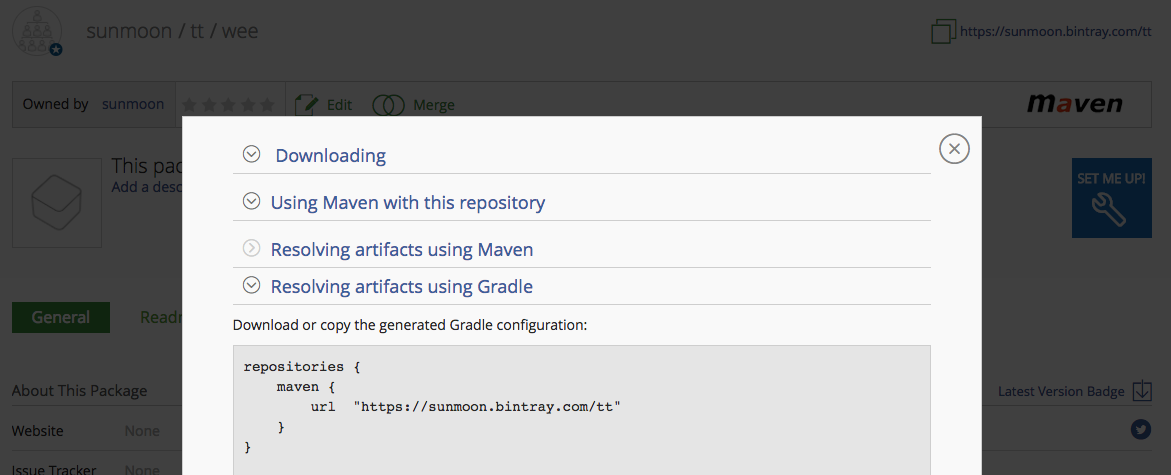 sunmoon / tt / wee
https://sunmoon.bintray.com/tt
Owned by sunmoon
Edit
Merge
maven
This pac
Add a desc
SET ME UP!
Downloading
Using Maven with this repository
Resolving artifacts using Maven
Resolving artifacts using Gradle
Download or copy the generated Gradle configuration:
repositories {
    maven {
        url  "https://sunmoon.bintray.com/tt"
    }
}
General
Readr
About This Package
Latest Version Badge
Website None
Issue Tracker None